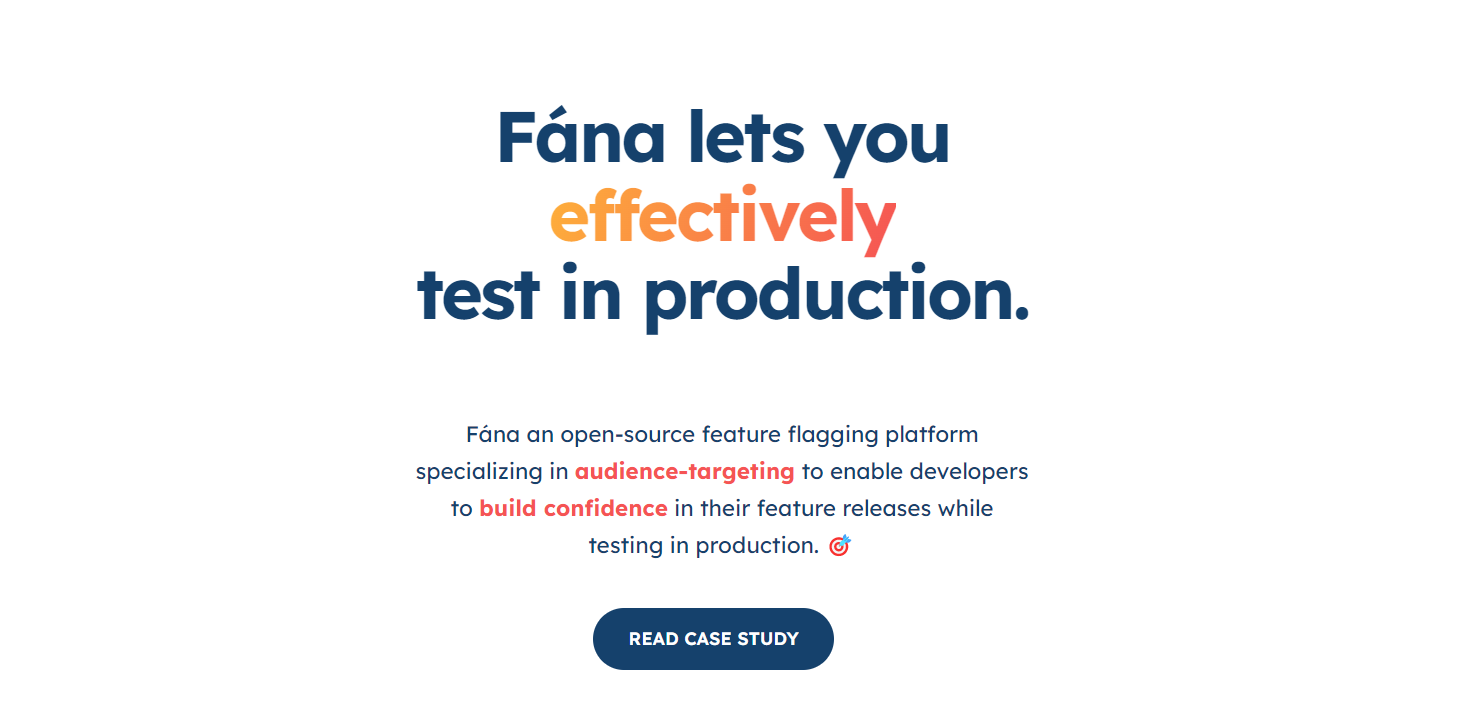 Fána lets you
effectively
test in production.
Fána an open-source feature flagging platform
specializing in audience-targeting to enable developers
to build confidence in their feature releases while
testing in production. 🎯
READ CASE STUDY